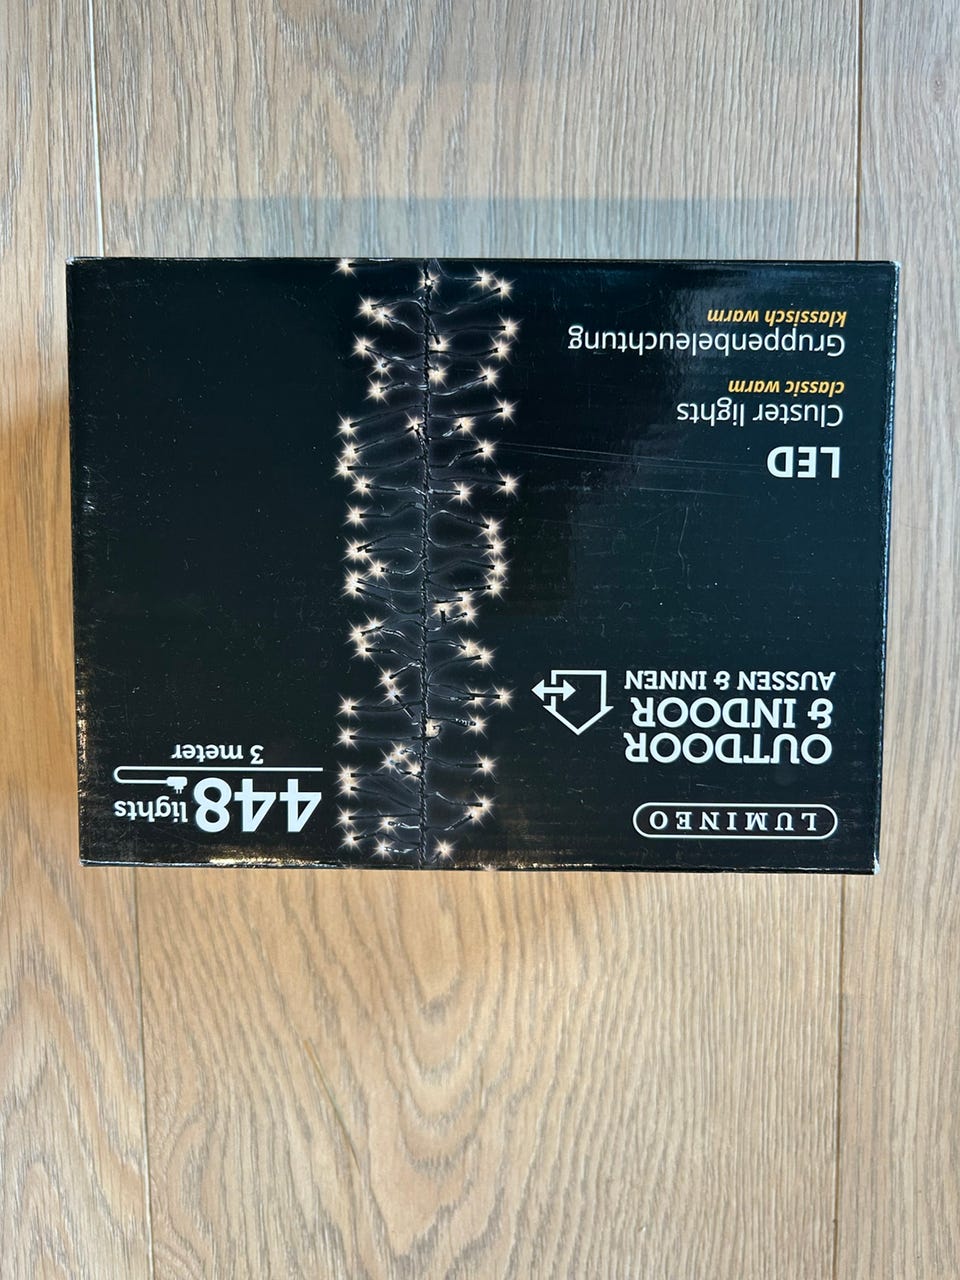 LUMINEO
OUTDOOR
& INDOOR
AUSSEN & INNEN
LED
Cluster lights
classic warm
Gruppenbeleuchtung
klassisch warm
448 lights
3 meter